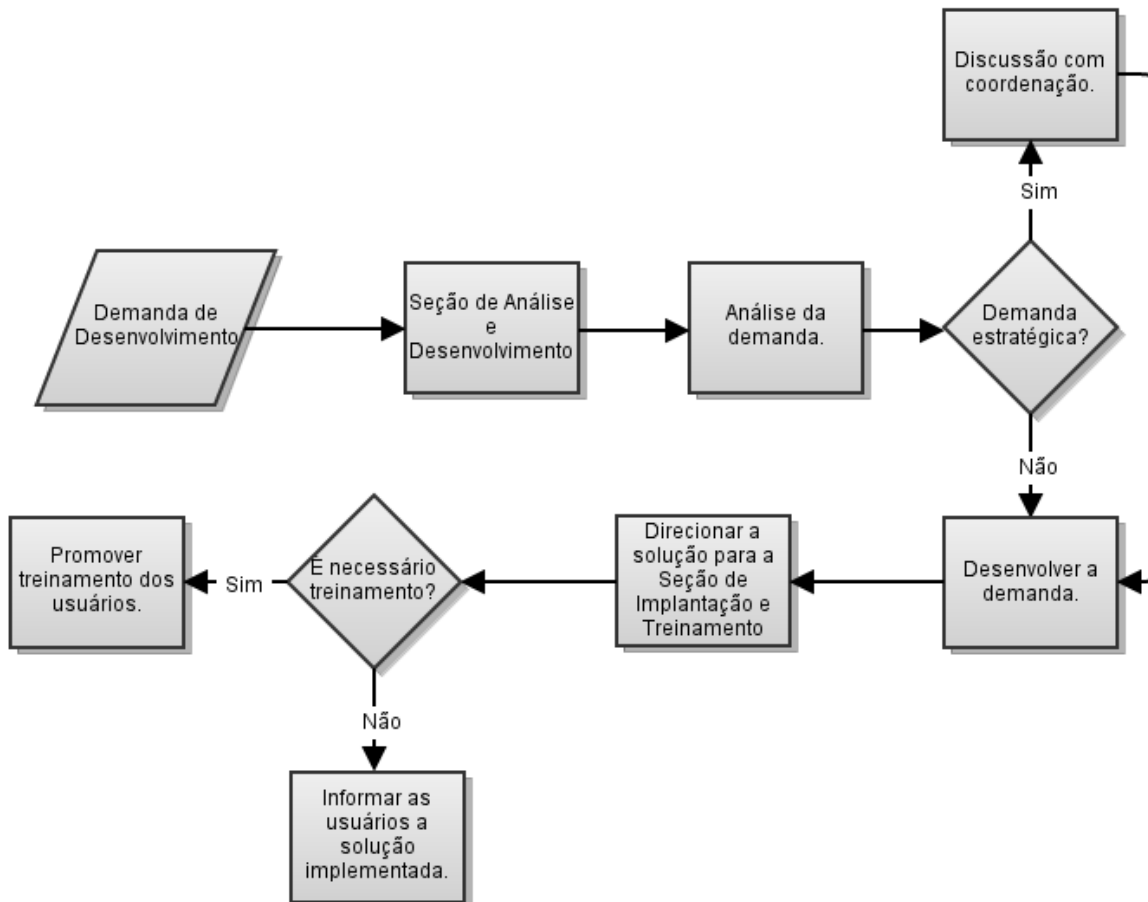 Discussão com
coordenação.
Sim
Demanda de
Desenvolvimento
Seção de Análise
e
Desenvolvimento
Análise da
demanda.
Demanda
estratégica?
Não
Desenvolver a
demanda.
Direcionar a
solução para a
Seção de
Implantação e
Treinamento
É necessário
treinamento?
Sim
Promover
treinamento dos
usuários.
Não
Informar as
usuários a
solução
implementada.